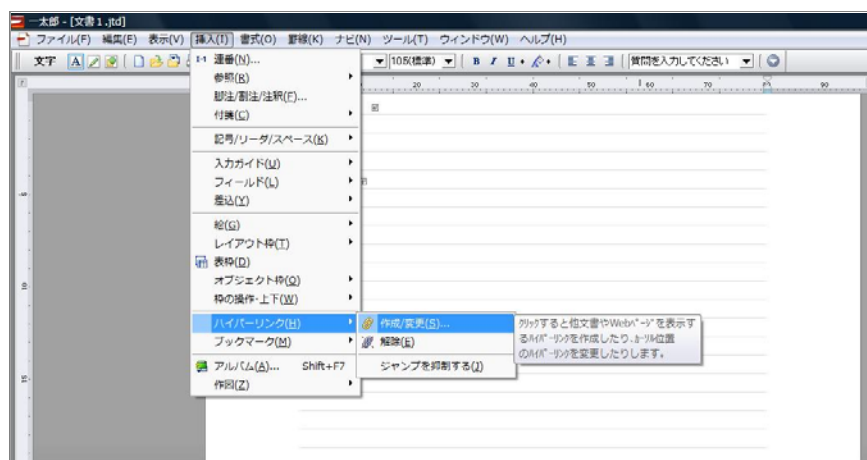 一太郎 - [文書1.jtd]
ファイル(F) 編集(E) 表示(V) 挿入(I) 書式(O) 罫線(K) ナビ(N) ツール(T) ウィンドウ(W) ヘルプ(H)
文字 A 10.5(標準) B I U 質問を入力してください
連番(N)...
参照(R)
脚注/割注/注釈(F)...
付箋(C)
記号/リーダ/スペース(K)
入力ガイド(U)
フィールド(L)
差込(Y)
絵(G)
レイアウト枠(T)
表枠(D)
オブジェクト枠(O)
枠の操作・上下(W)
ハイパーリンク(H)
ブックマーク(M)
アルバム(A)... Shift+F7
作図(Z)
作成/変更(S)...
解除(E)
ジャンプを抑制する(J)
クリックすると他文書やWebページを表示す
るハイパーリンクを作成したり、カーソル位置
のハイパーリンクを変更したりします。
20 30 40 50 60 70 80 90
5
10
15